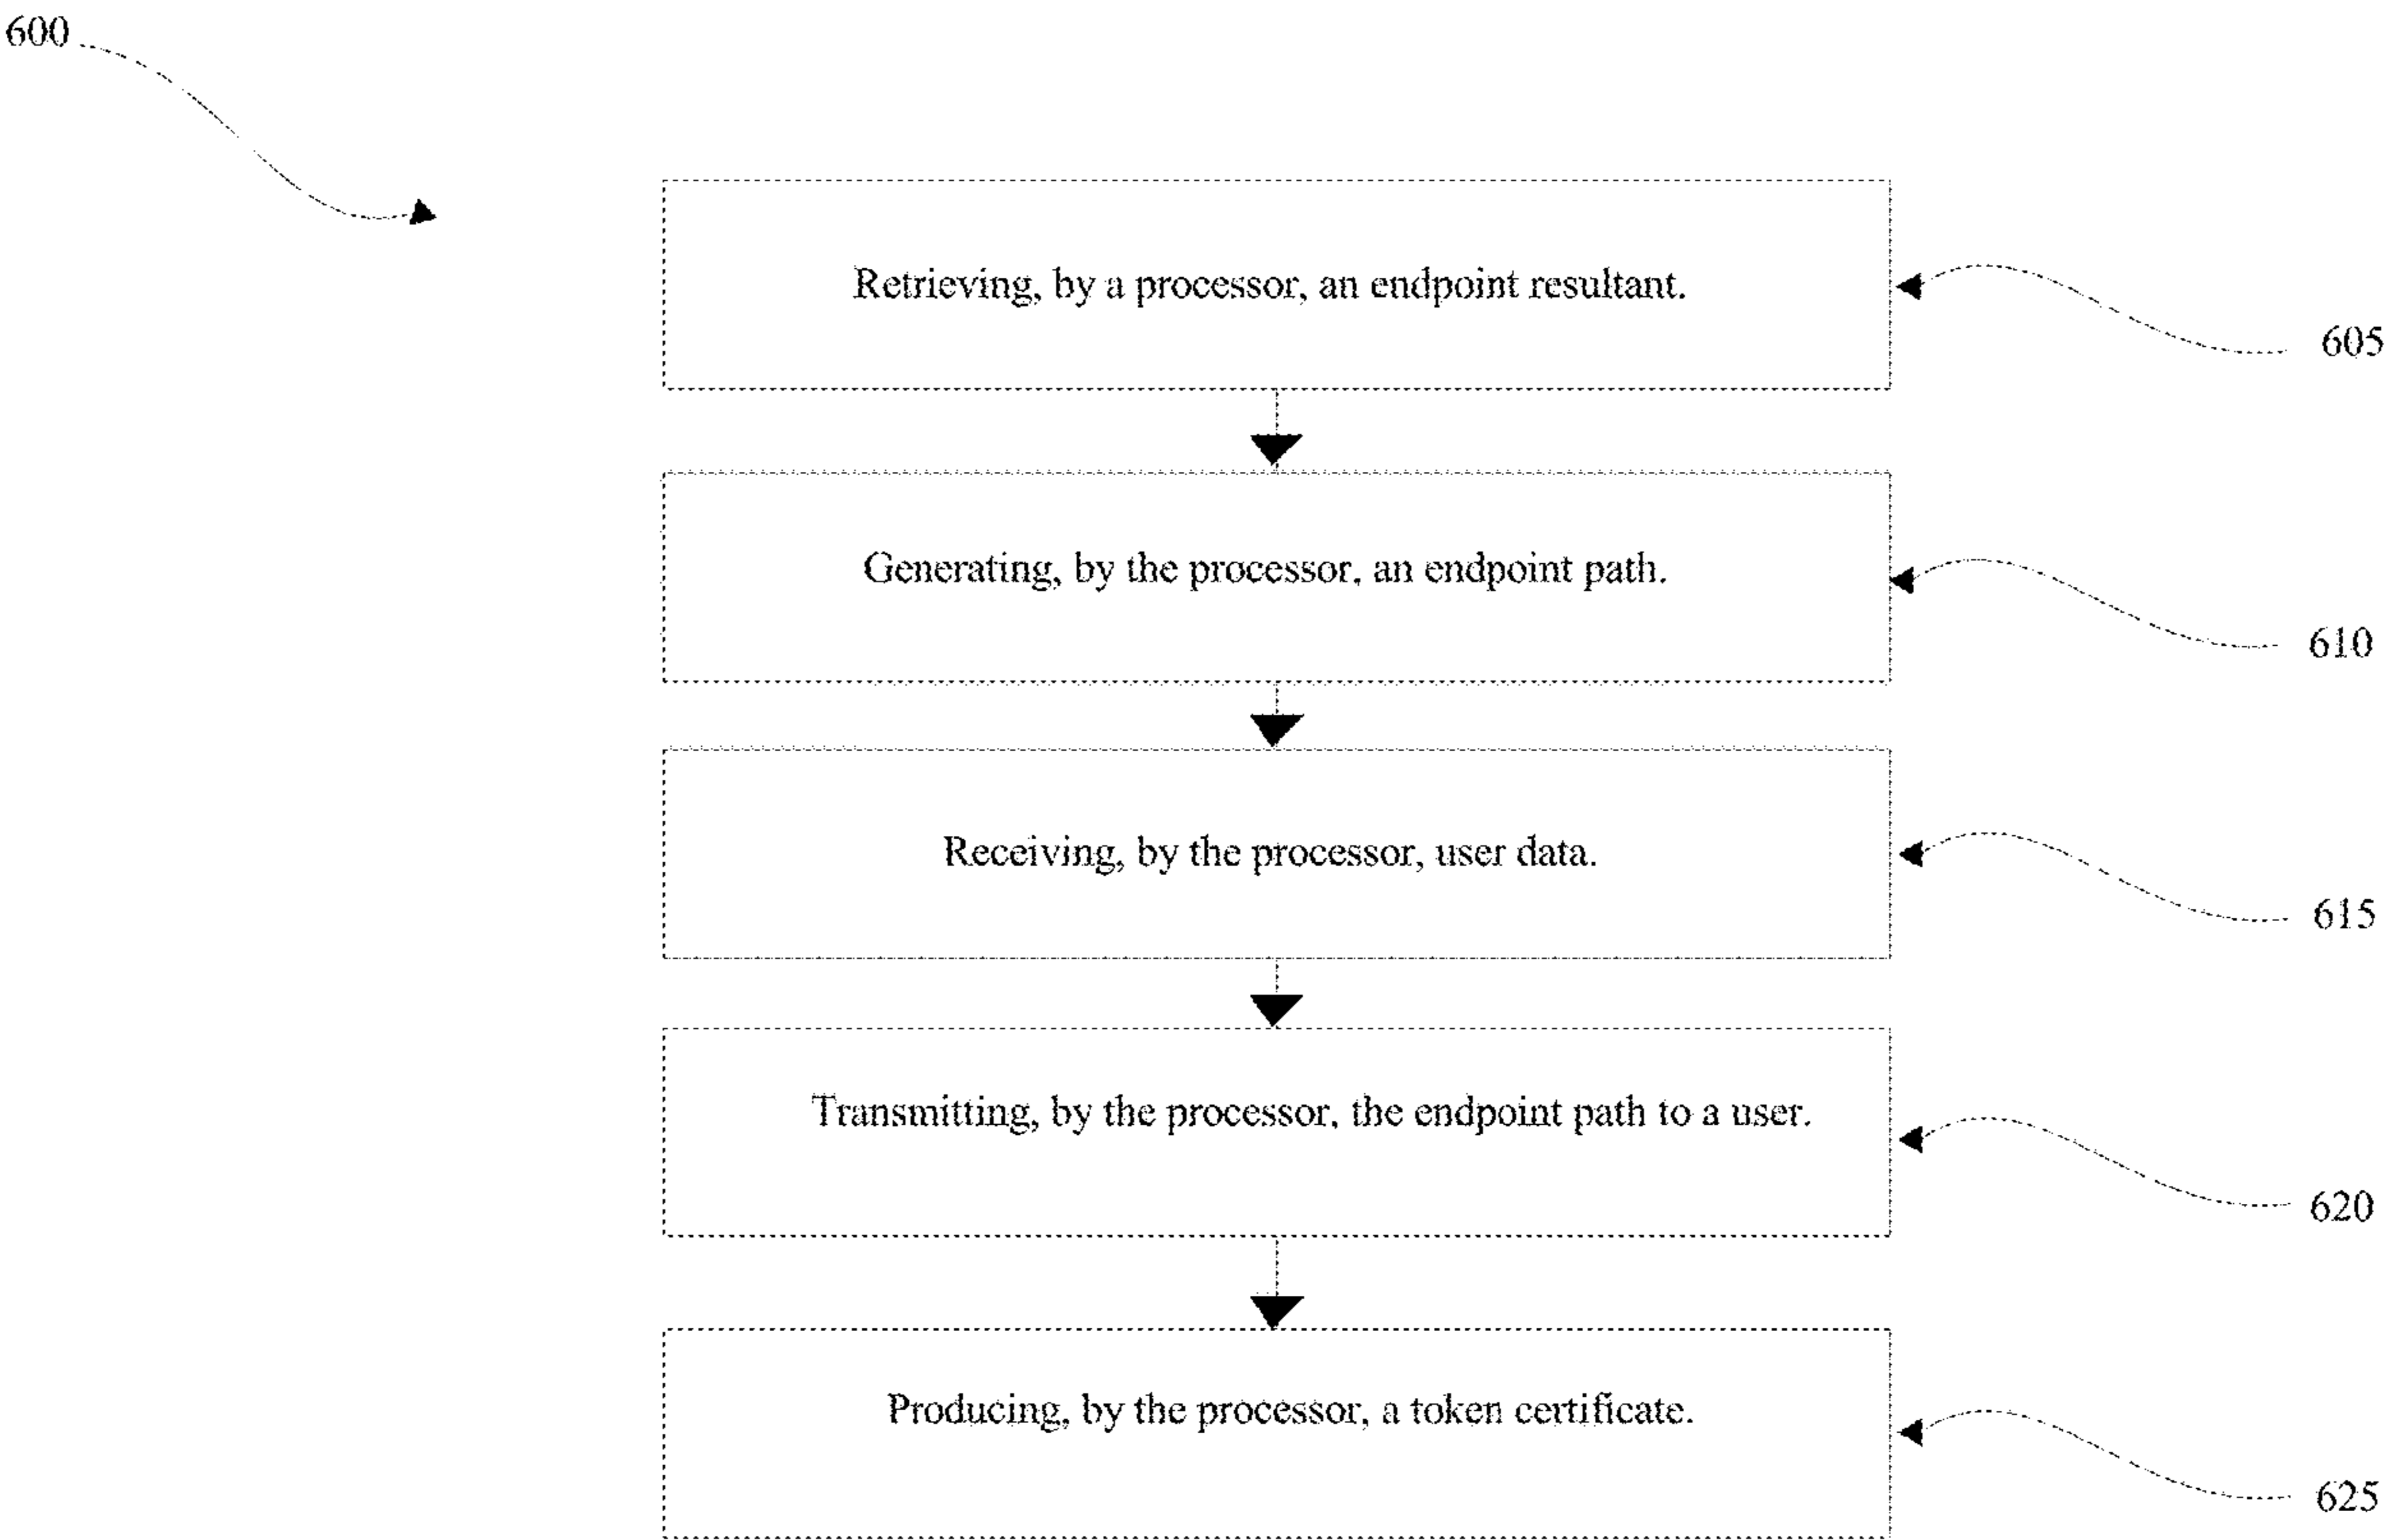 600
Retrieving, by a processor, an endpoint resultant.
605
Generating, by the processor, an endpoint path.
610
Receiving, by the processor, user data.
615
Transmitting, by the processor, the endpoint path to a user.
620
Producing, by the processor, a token certificate.
625